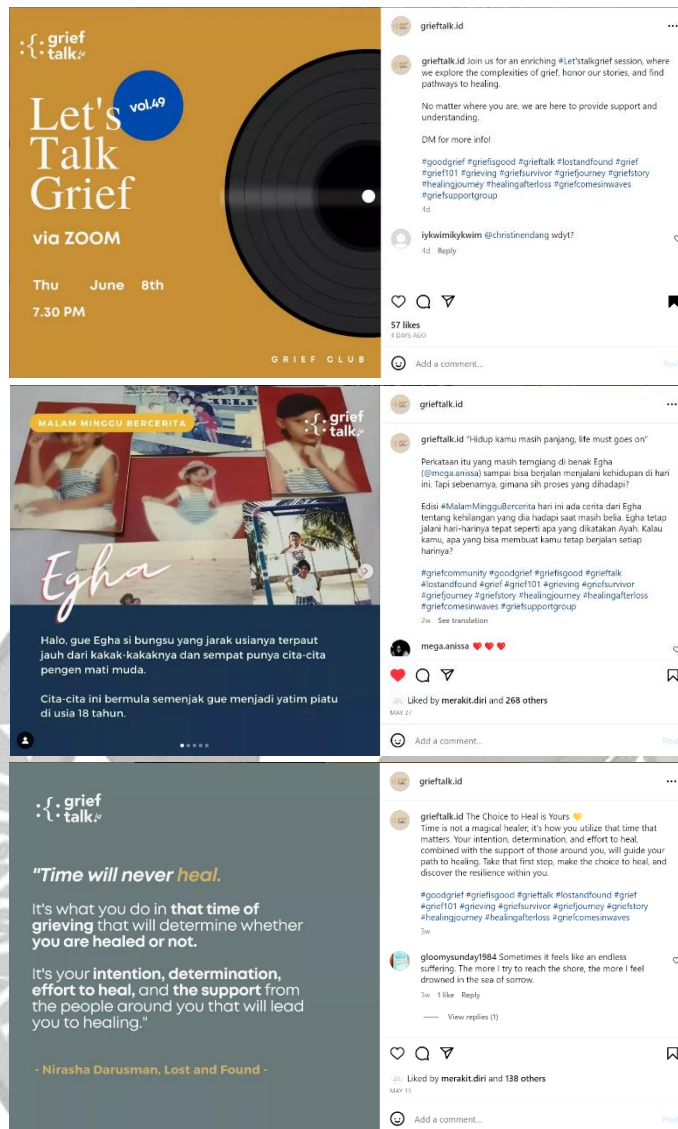 :{: grief
talk.id
Let's
Talk
Grief
vol.49
via ZOOM
Thu June 8th
7.30 PM
GRIEF CLUB
grieftalk.id
grieftalk.id Join us for an enriching #Let'stalkgrief session, where
we explore the complexities of grief, honor our stories, and find
pathways to healing.
No matter where you are, we are here to provide support and
understanding.
DM for more info!
#goodgrief #griefisgood #grieftalk #lostandfound #grief
#grief101 #grieving #griefsurvivor #griefjourney #griefstory
#healingjourney #healingafterloss #griefcomesinwaves
#griefsupportgroup
4d
iykwimikykwim @christinendang wdyt?
4d Reply
57 likes
4 DAYS AGO
Add a comment...
Post
MALAM MINGGU BERCERITA
:{: grief
talk.id
Egha
Halo, gue Egha si bungsu yang jarak usianya terpaut
jauh dari kakak-kakaknya dan sempat punya cita-cita
pengen mati muda.
Cita-cita ini bermula semenjak gue menjadi yatim piatu
di usia 18 tahun.
grieftalk.id
grieftalk.id "Hidup kamu masih panjang, life must goes on"
Perkataan itu yang masih terngiang di benak Egha
(@mega.anissa) sampai bisa berjalan menjalani kehidupan di hari
ini. Tapi sebenarnya, gimana sih proses yang dihadapi?
Edisi #MalamMingguBercerita hari ini ada cerita dari Egha
tentang kehilangan yang dia hadapi saat masih belia. Egha tetap
jalani hari-harinya tepat seperti apa yang dikatakan Ayah. Kalau
kamu, apa yang bisa membuat kamu tetap berjalan setiap
harinya?
#griefcommunity #goodgrief #griefisgood #grieftalk
#lostandfound #grief #grief101 #grieving #griefsurvivor
#griefjourney #griefstory #healingjourney #healingafterloss
#griefcomesinwaves #griefsupportgroup
2w See translation
mega.anissa ❤️❤️❤️
Liked by merakit.diri and 268 others
MAY 27
Add a comment...
Post
:{: grief
talk.id
"Time will never heal.
It's what you do in that time of
grieving that will determine whether
you are healed or not.
It's your intention, determination,
effort to heal, and the support from
the people around you that will lead
you to healing."
- Nirasha Darusman, Lost and Found -
grieftalk.id
grieftalk.id The Choice to Heal is Yours 💛
Time is not a magical healer; it's how you utilize that time that
matters. Your intention, determination, and effort to heal,
combined with the support of those around you, will guide your
path to healing. Take that first step, make the choice to heal, and
discover the resilience within you.
#goodgrief #griefisgood #grieftalk #lostandfound #grief
#grief101 #grieving #griefsurvivor #griefjourney #griefstory
#healingjourney #healingafterloss #griefcomesinwaves
3w
gloomysunday1984 Sometimes it feels like an endless
suffering. The more I try to reach the shore, the more I feel
drowned in the sea of sorrow.
3w 1 like Reply
View replies (1)
Liked by merakit.diri and 138 others
MAY 15
Add a comment...
Post